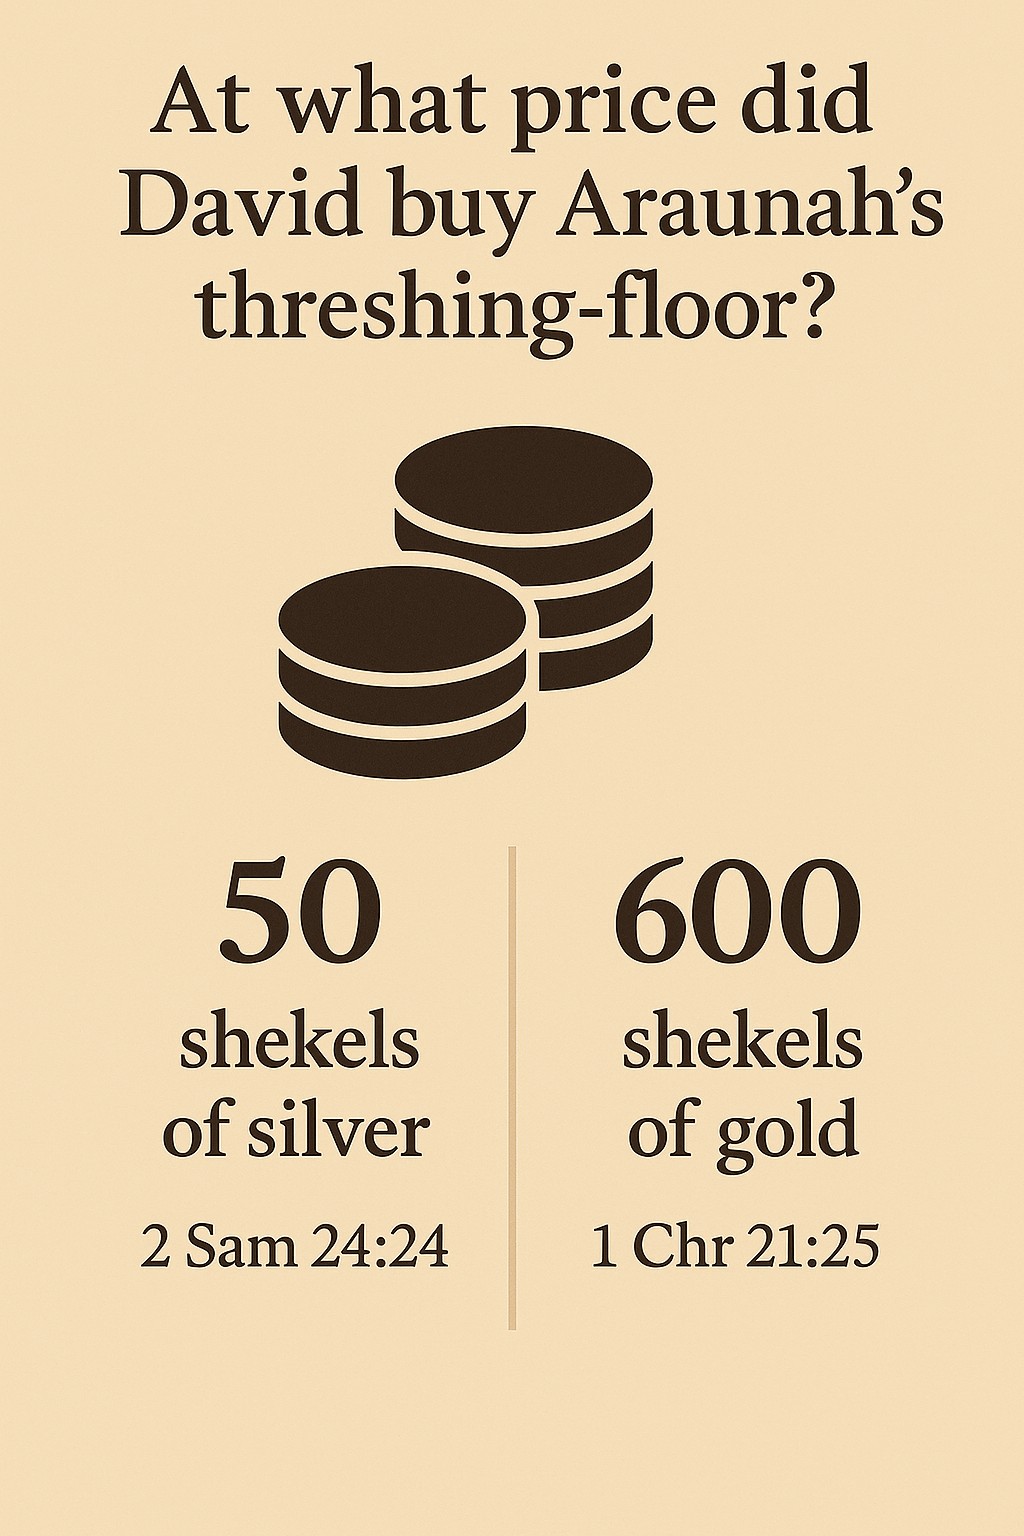 At what price did
David buy Araunah’s
threshing-floor?
50
shekels
of silver
2 Sam 24:24
600
shekels
of gold
1 Chr 21:25